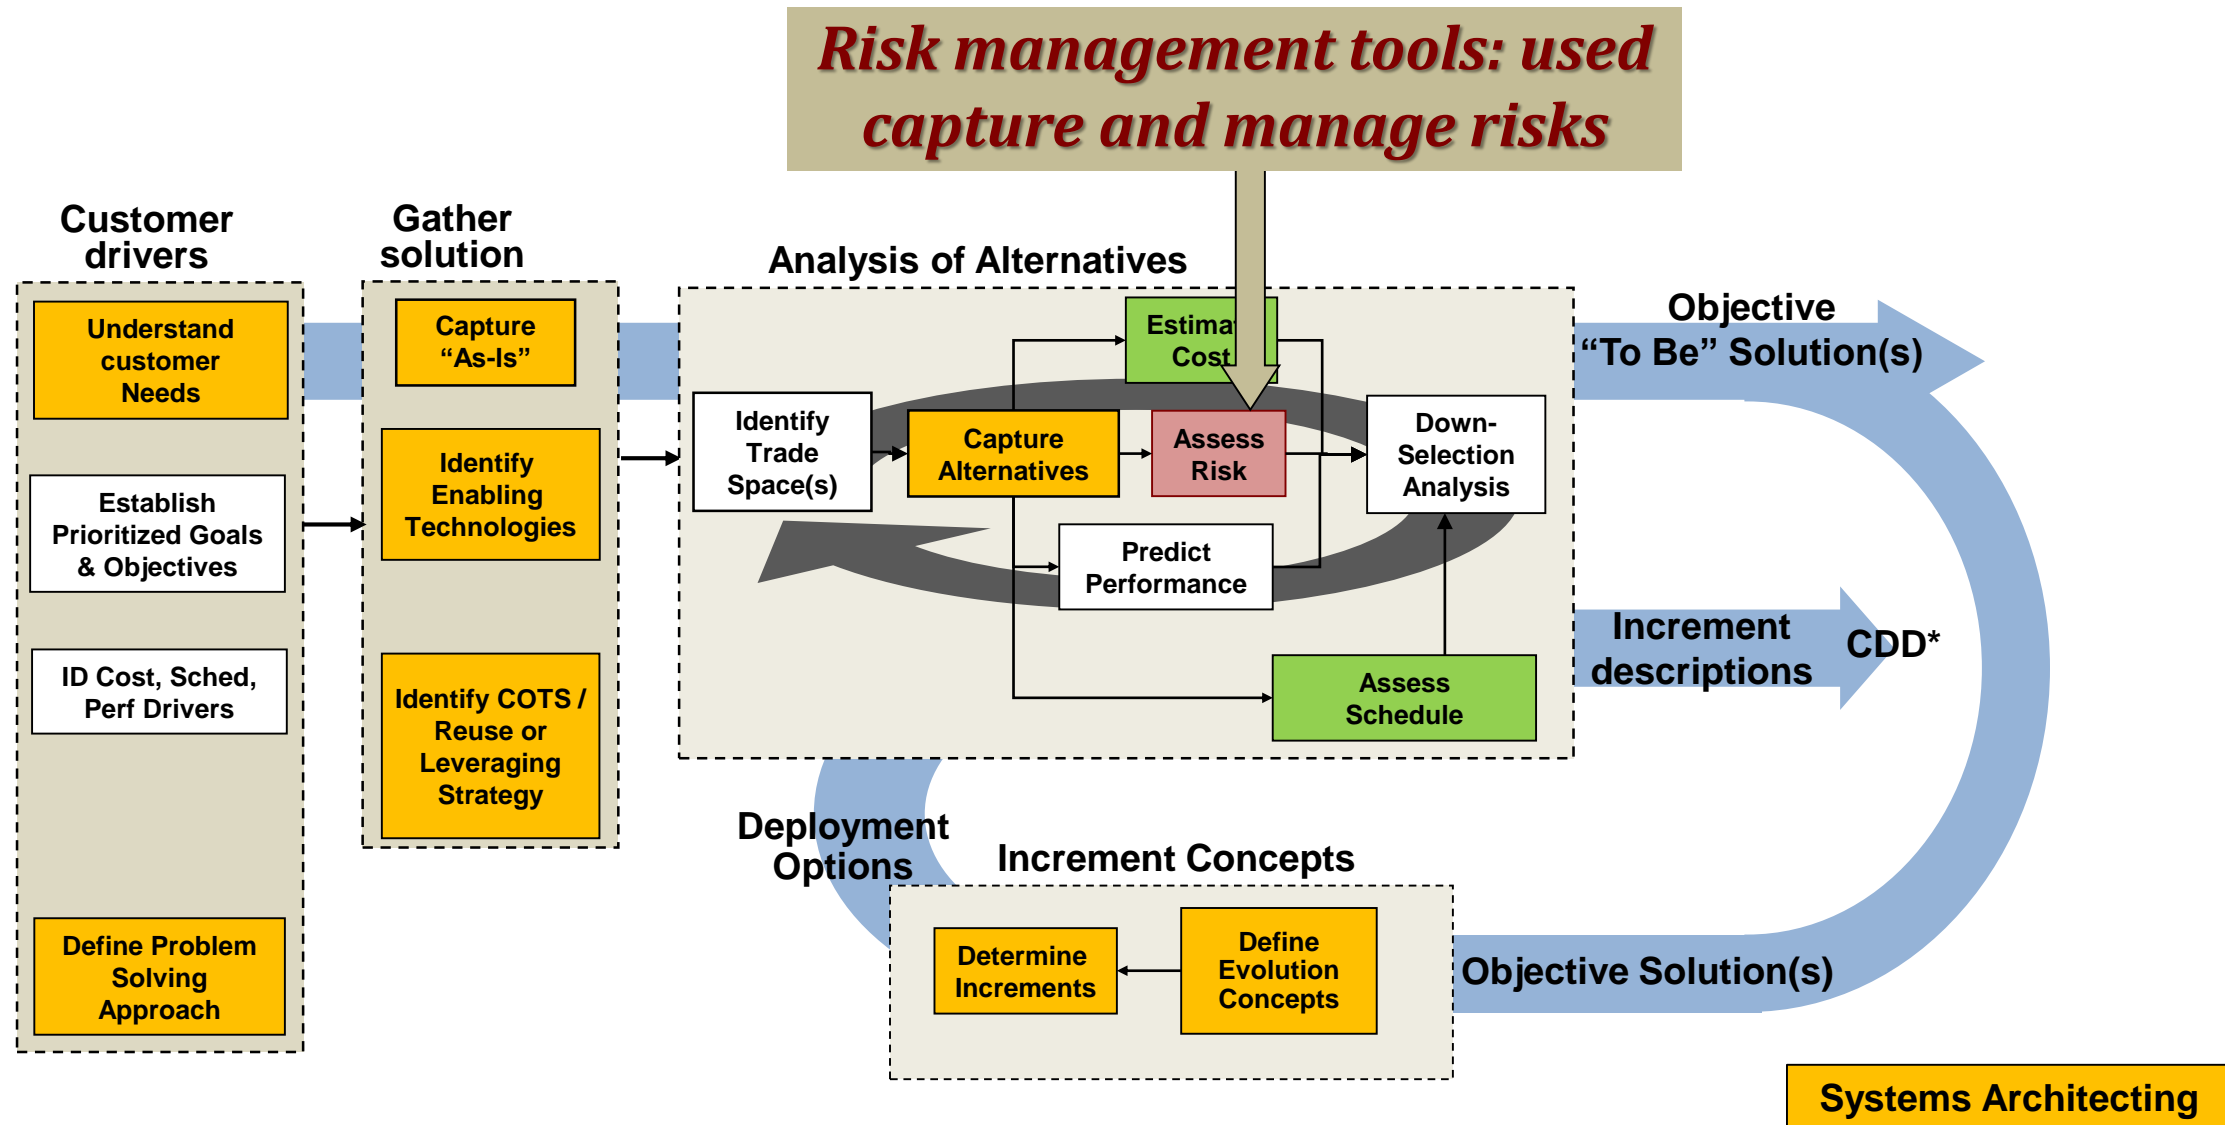 Risk management tools: used
capture and manage risks
Customer
drivers
Understand
customer
Needs
Establish
Prioritized Goals
& Objectives
ID Cost, Sched,
Perf Drivers
Define Problem
Solving
Approach
Gather
solution
Capture
“As-Is”
Identify
Enabling
Technologies
Identify COTS /
Reuse or
Leveraging
Strategy
Analysis of Alternatives
Identify
Trade
Space(s)
Capture
Alternatives
Estimat
Cost
Assess
Risk
Predict
Performance
Down-
Selection
Analysis
Assess
Schedule
Objective
“To Be” Solution(s)
Increment
descriptions
CDD*
Deployment
Options
Increment Concepts
Determine
Increments
Define
Evolution
Concepts
Objective Solution(s)
Systems Architecting